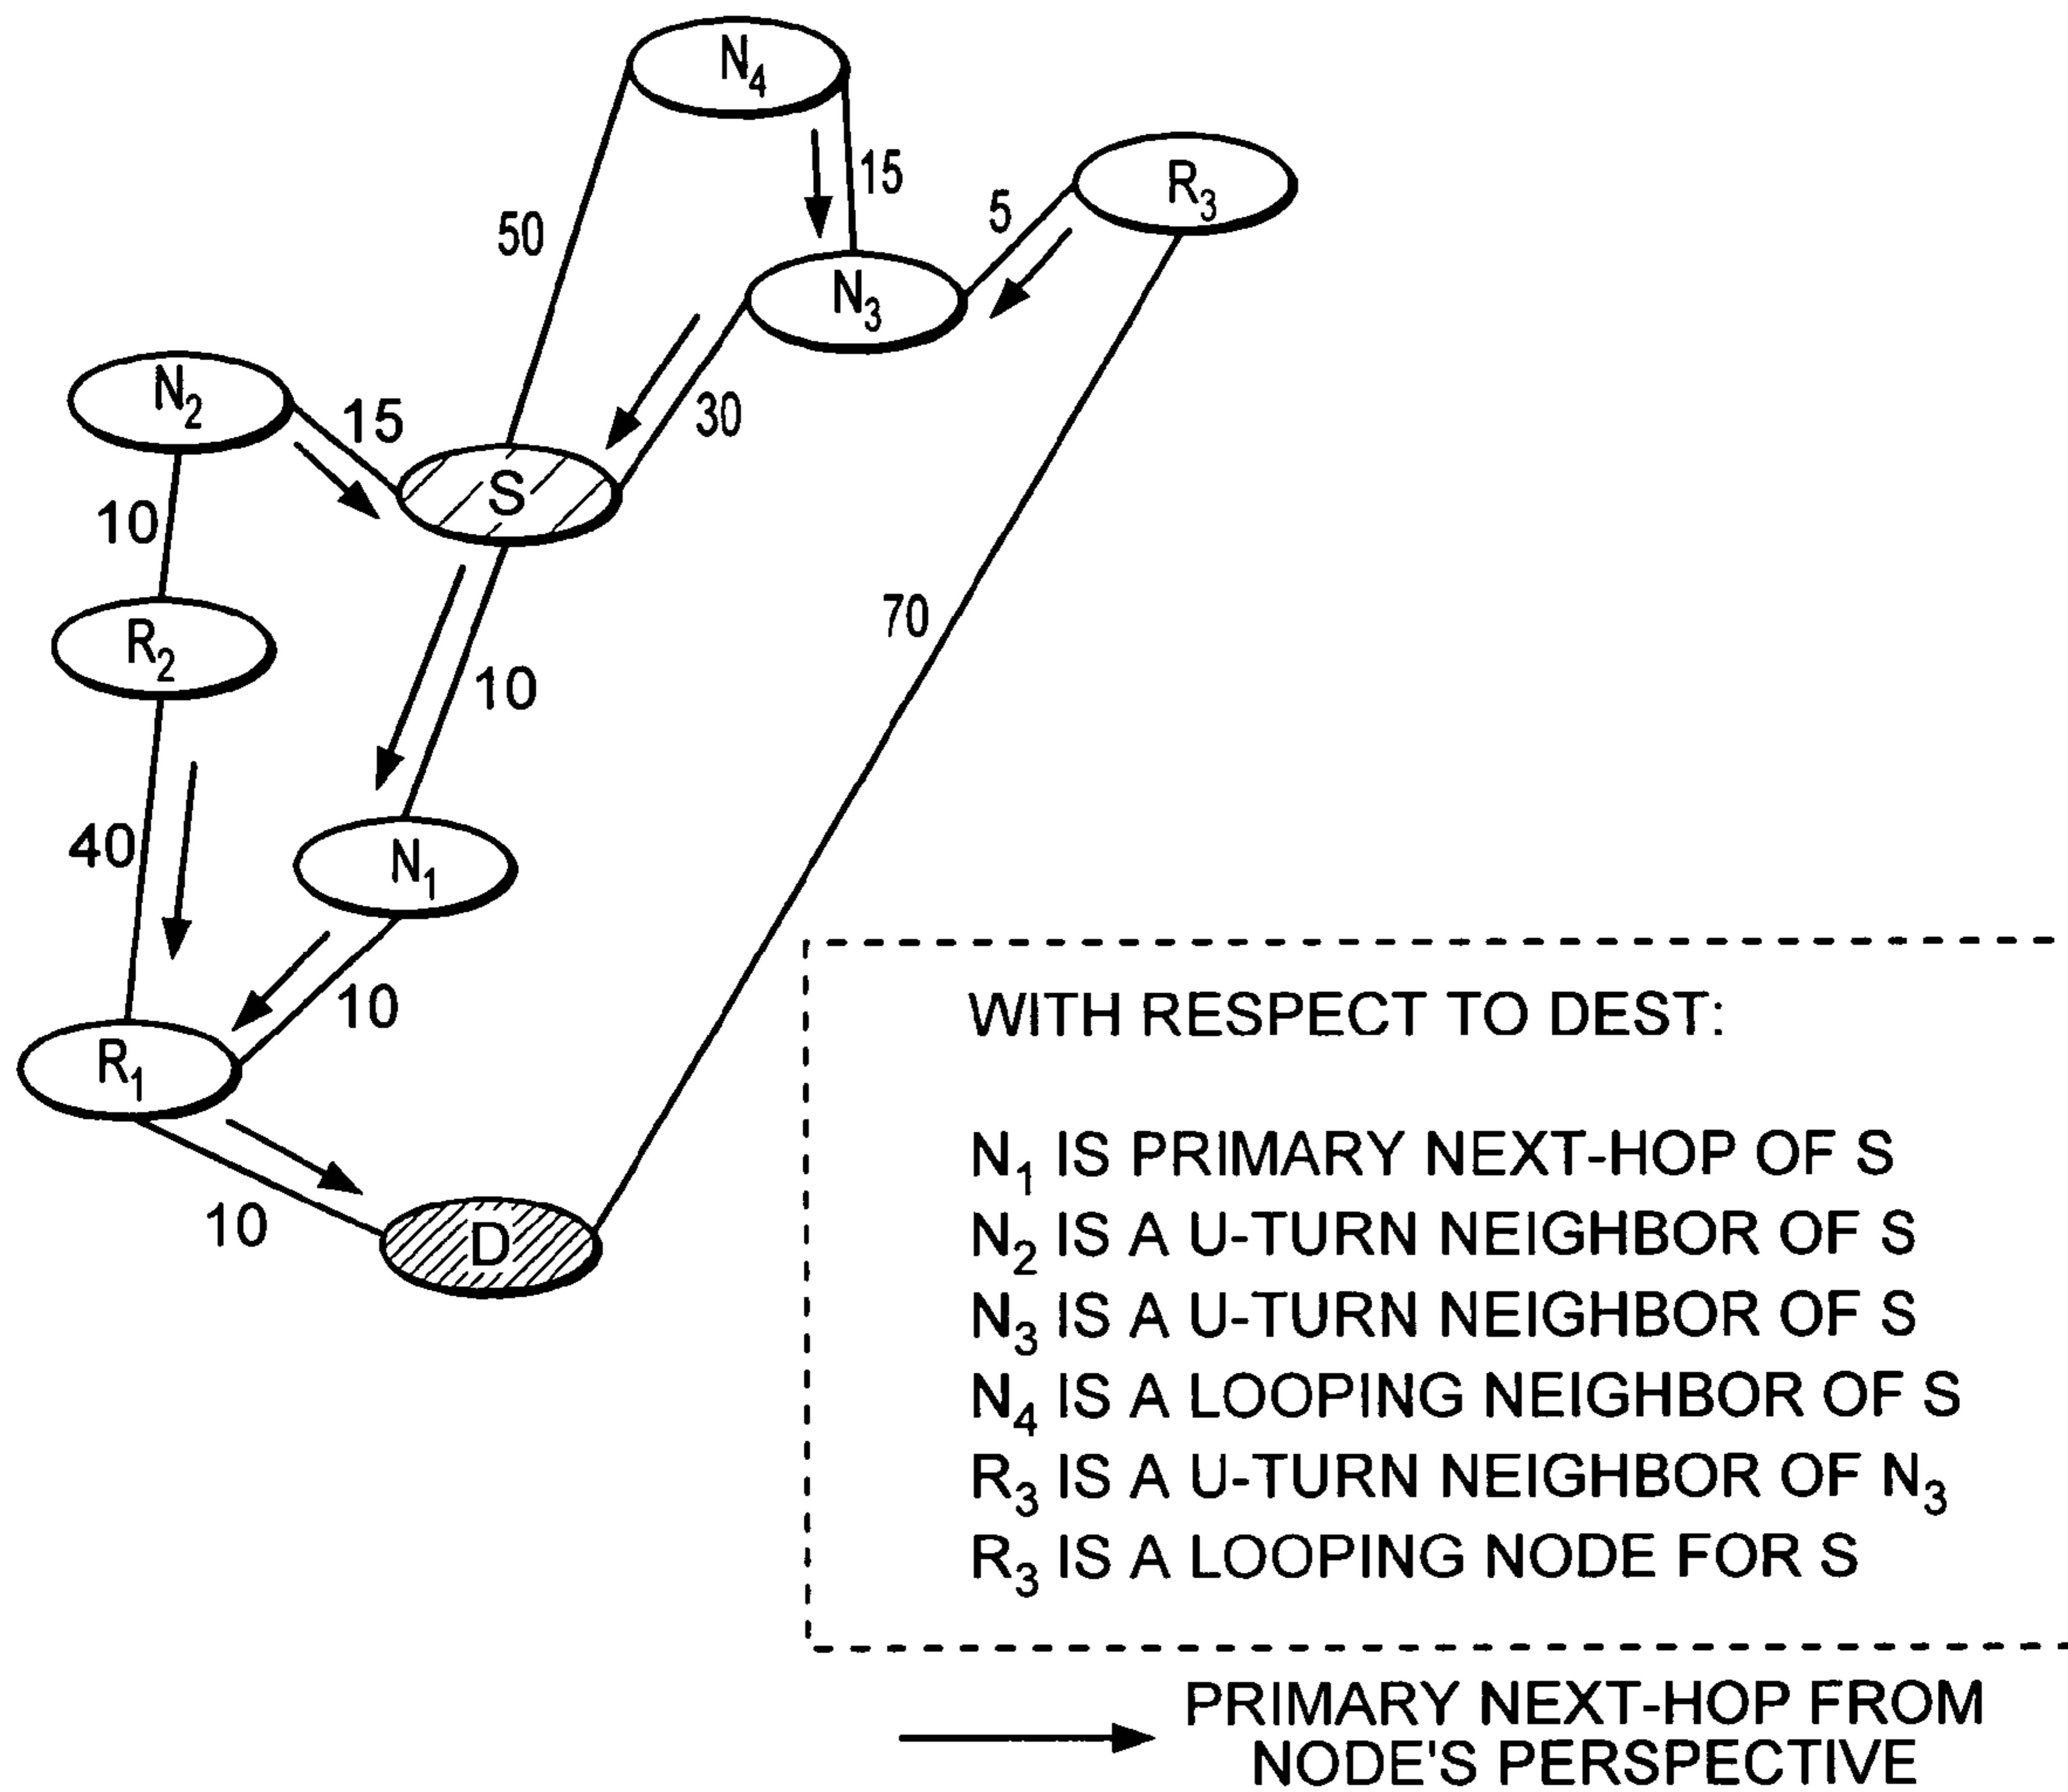 N4
15
R3
5
50
N3
N2
15
30
S
10
R2
70
10
40
N1
10
R1
10
D
WITH RESPECT TO DEST:
N1 IS PRIMARY NEXT-HOP OF S
N2 IS A U-TURN NEIGHBOR OF S
N3 IS A U-TURN NEIGHBOR OF S
N4 IS A LOOPING NEIGHBOR OF S
R3 IS A U-TURN NEIGHBOR OF N3
R3 IS A LOOPING NODE FOR S
PRIMARY NEXT-HOP FROM
NODE'S PERSPECTIVE